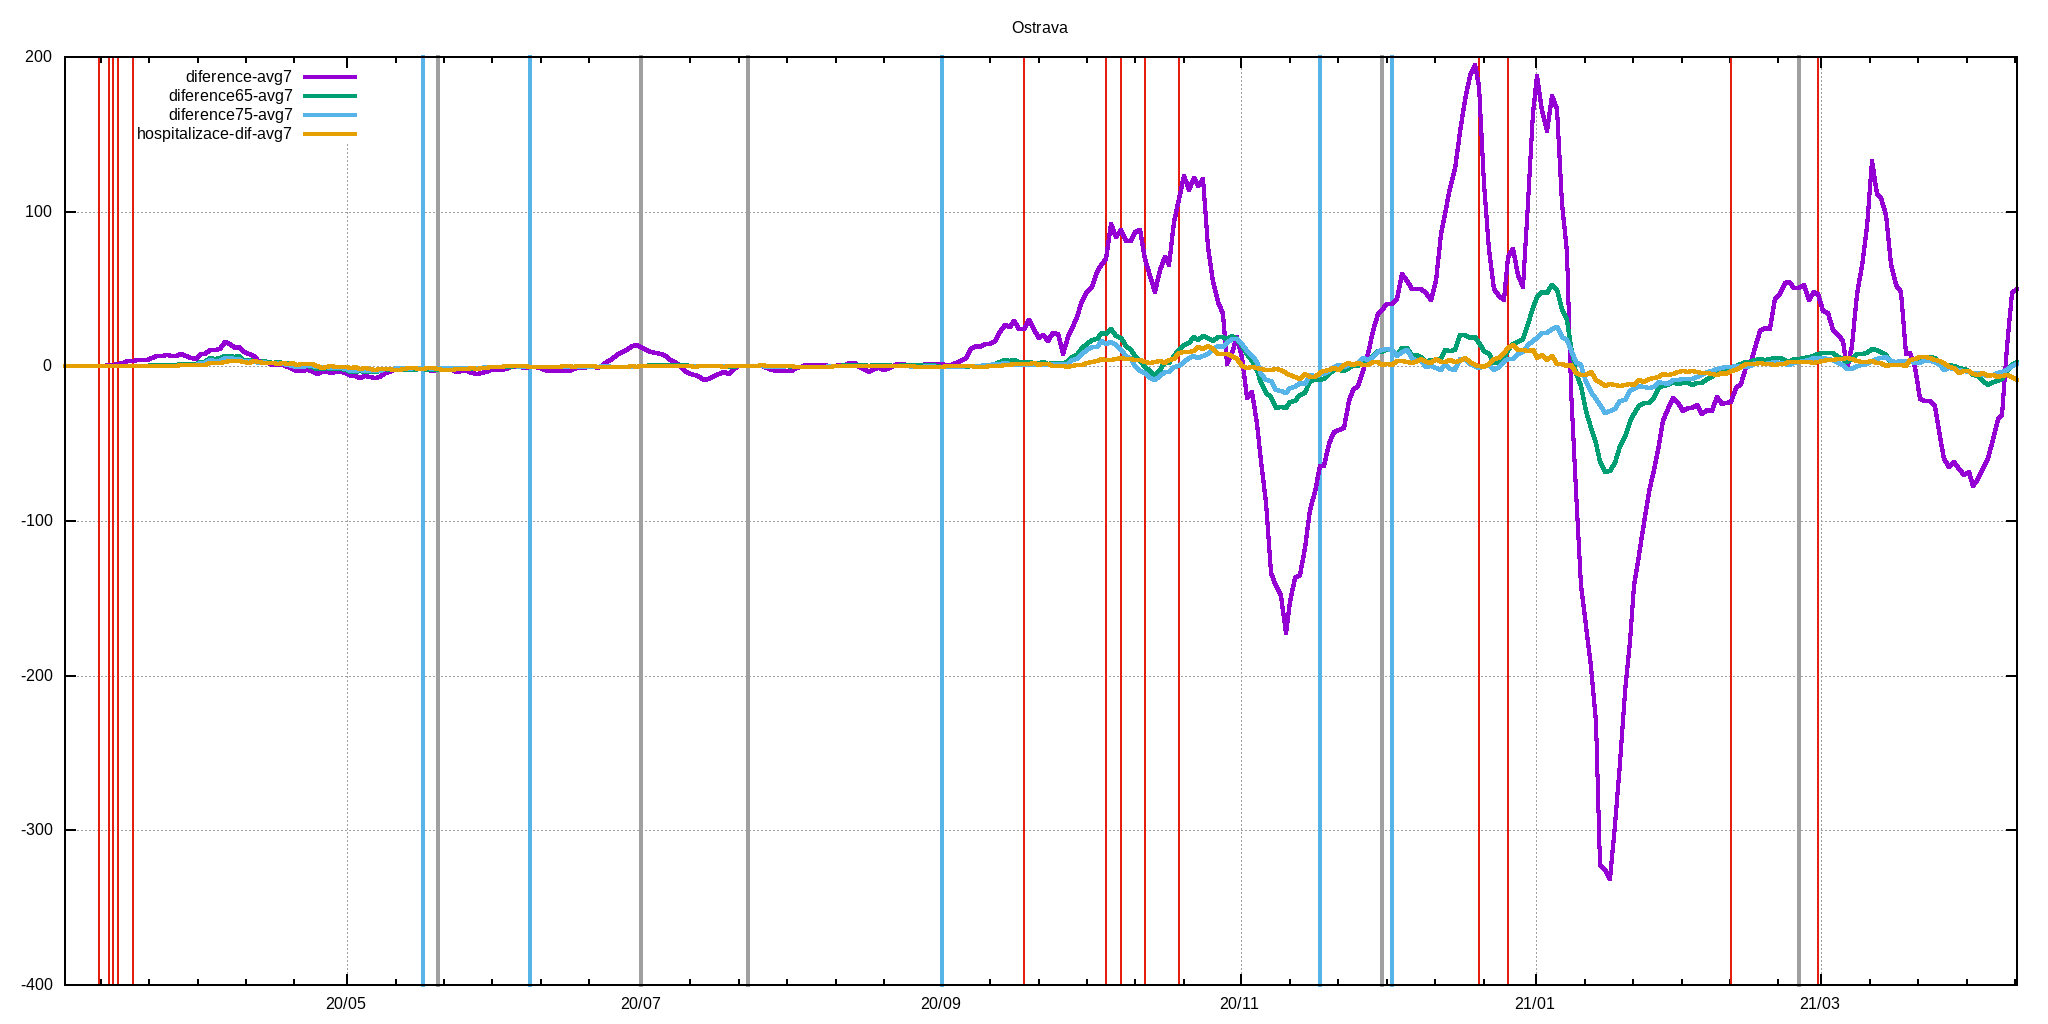 Ostrava
200
100
0
-100
-200
-300
-400
diference-avg7
diference65-avg7
diference75-avg7
hospitalizace-dif-avg7
20/05 20/07 20/09 20/11 21/01 21/03